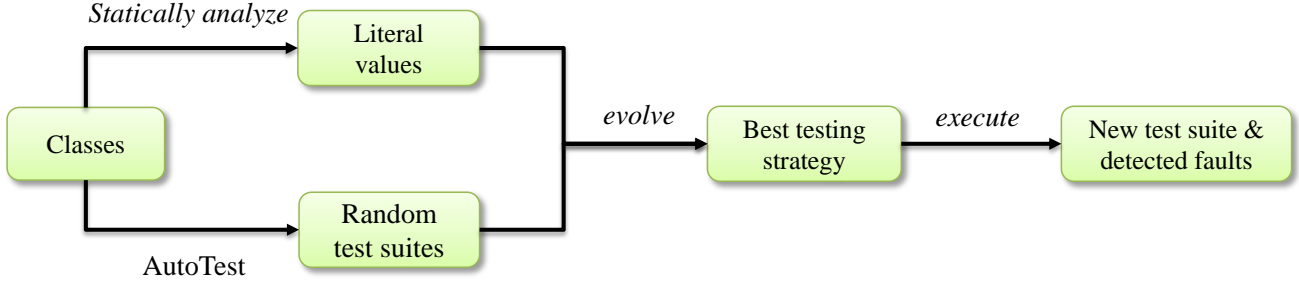 Statically analyze
Literal
values
Classes
evolve
Best testing
strategy
execute
New test suite &
detected faults
Random
test suites
AutoTest